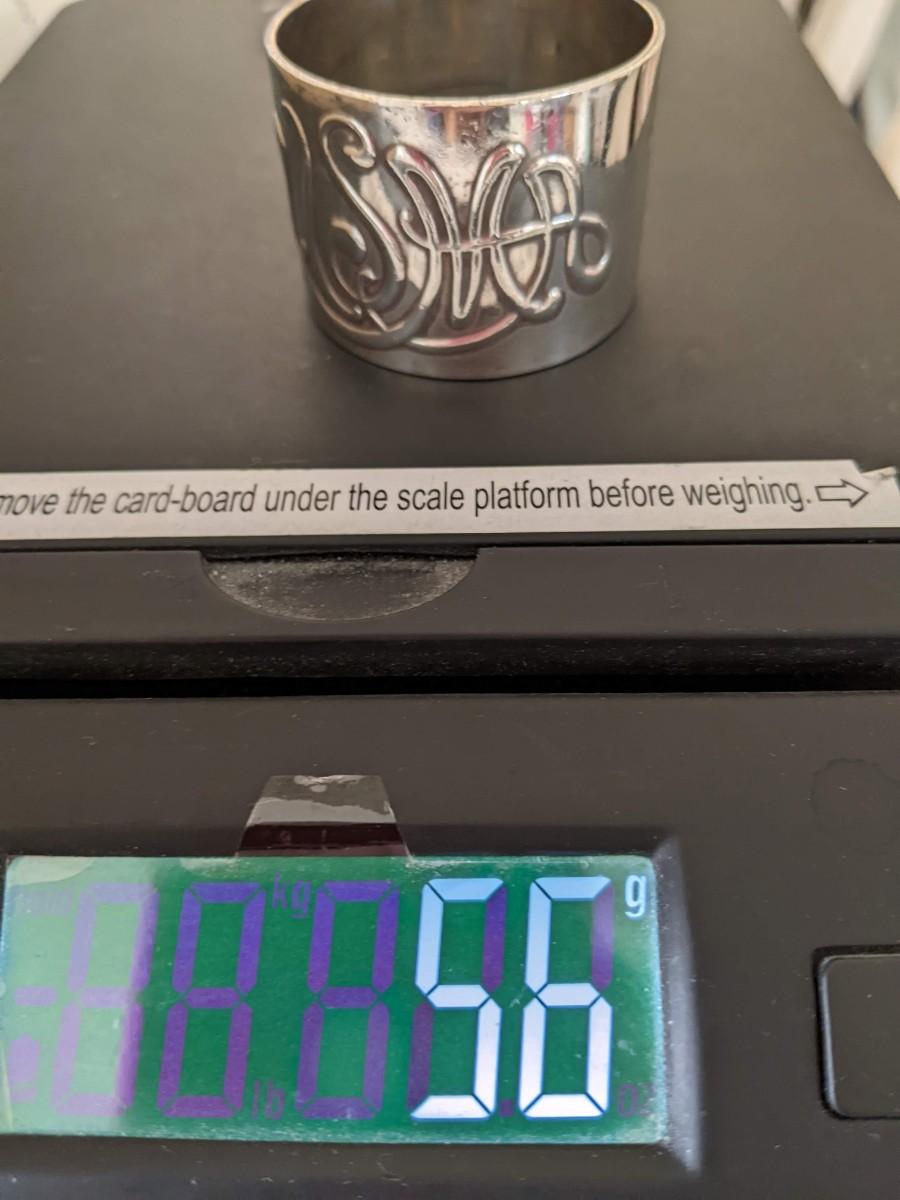 move the card-board under the scale platform before weighing.
kg 56 g
lb oz